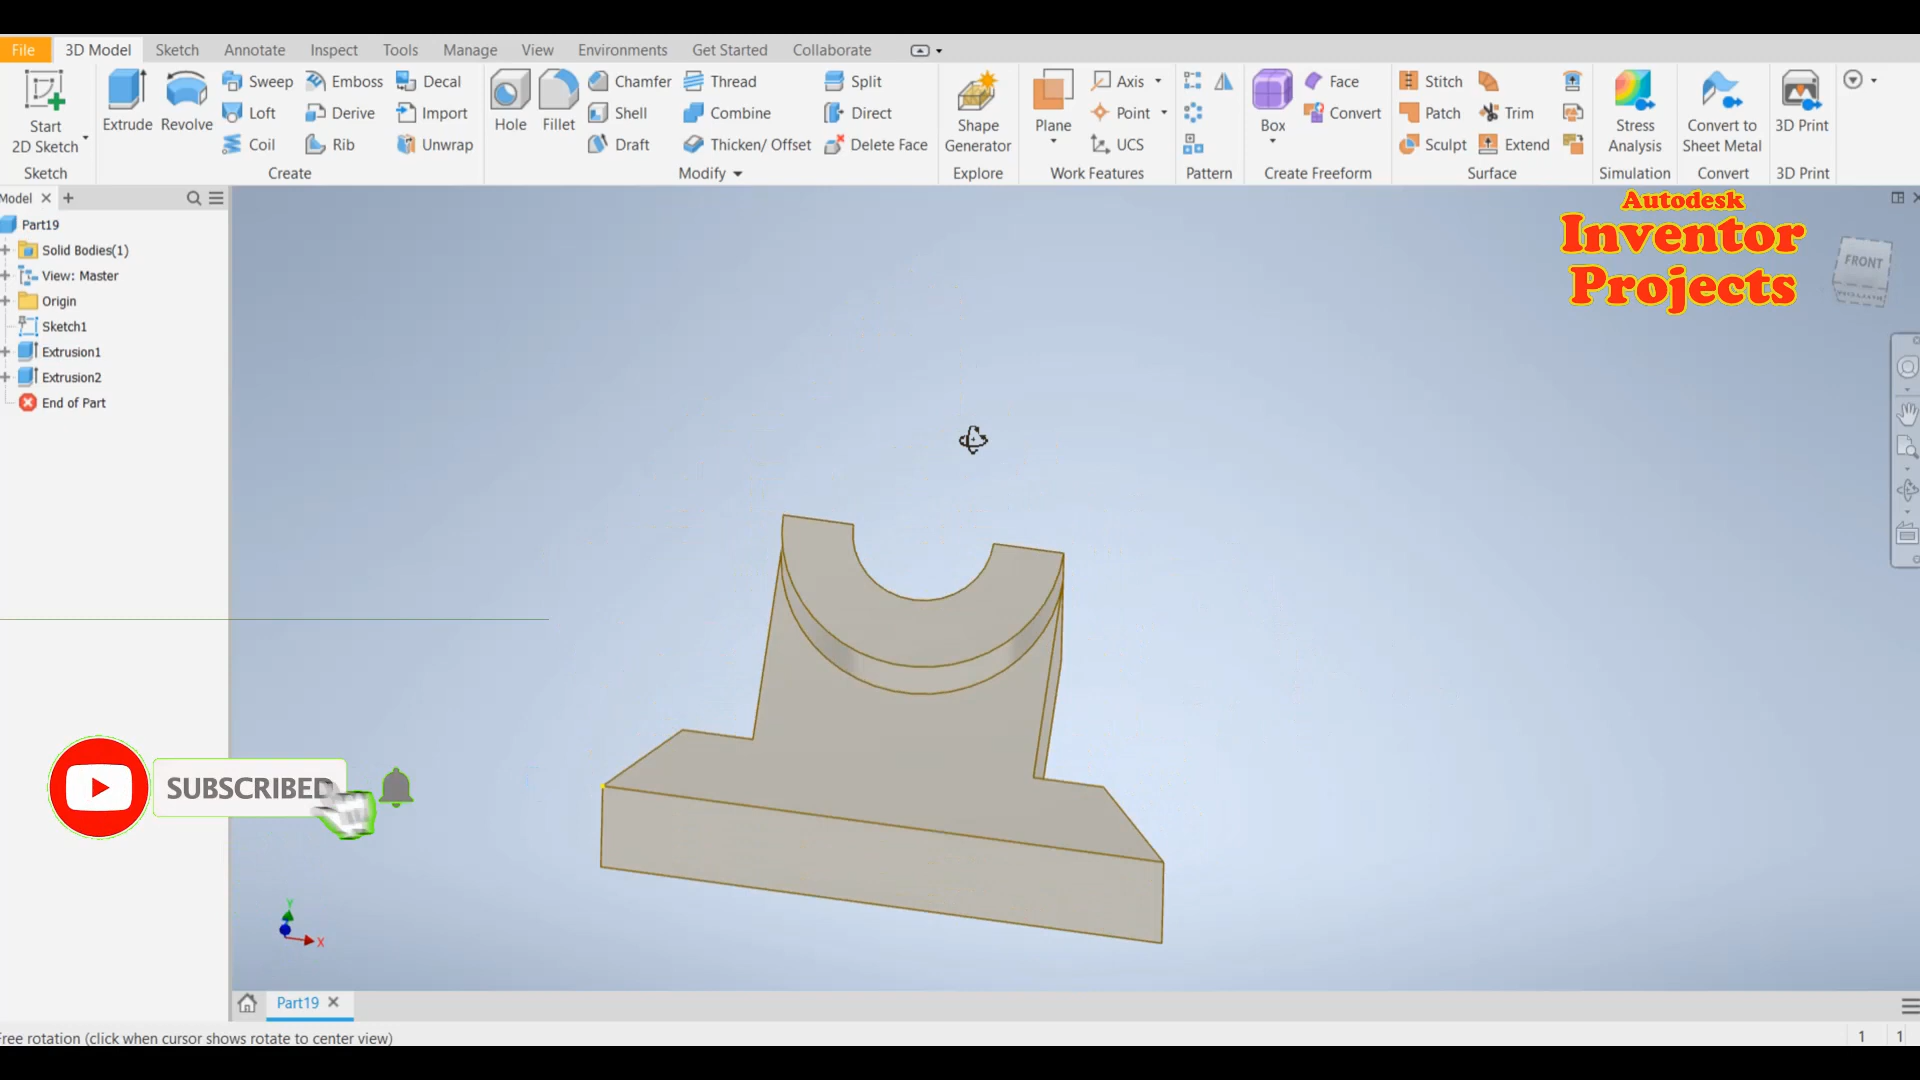 File 3D Model Sketch Annotate Inspect Tools Manage View Environments Get Started Collaborate
Start
2D Sketch
Extrude
Revolve
Sweep
Loft
Coil
Emboss
Derive
Rib
Decal
Import
Unwrap
Hole
Fillet
Chamfer
Shell
Draft
Thread
Combine
Thicken/ Offset
Split
Direct
Delete Face
Shape
Generator
Plane
Axis
Point
UCS
Box
Face
Convert
Stitch
Patch
Sculpt
Trim
Extend
Stress
Analysis
Convert to
Sheet Metal
3D Print
Sketch Create Modify Explore Work Features Pattern Create Freeform Surface Simulation Convert 3D Print
Model
Part19
Solid Bodies(1)
View: Master
Origin
Sketch1
Extrusion1
Extrusion2
End of Part
Autodesk
Inventor
Projects
FRONT
SUBSCRIBED
Y
X
Part19
Free rotation (click when cursor shows rotate to center view)
1 1